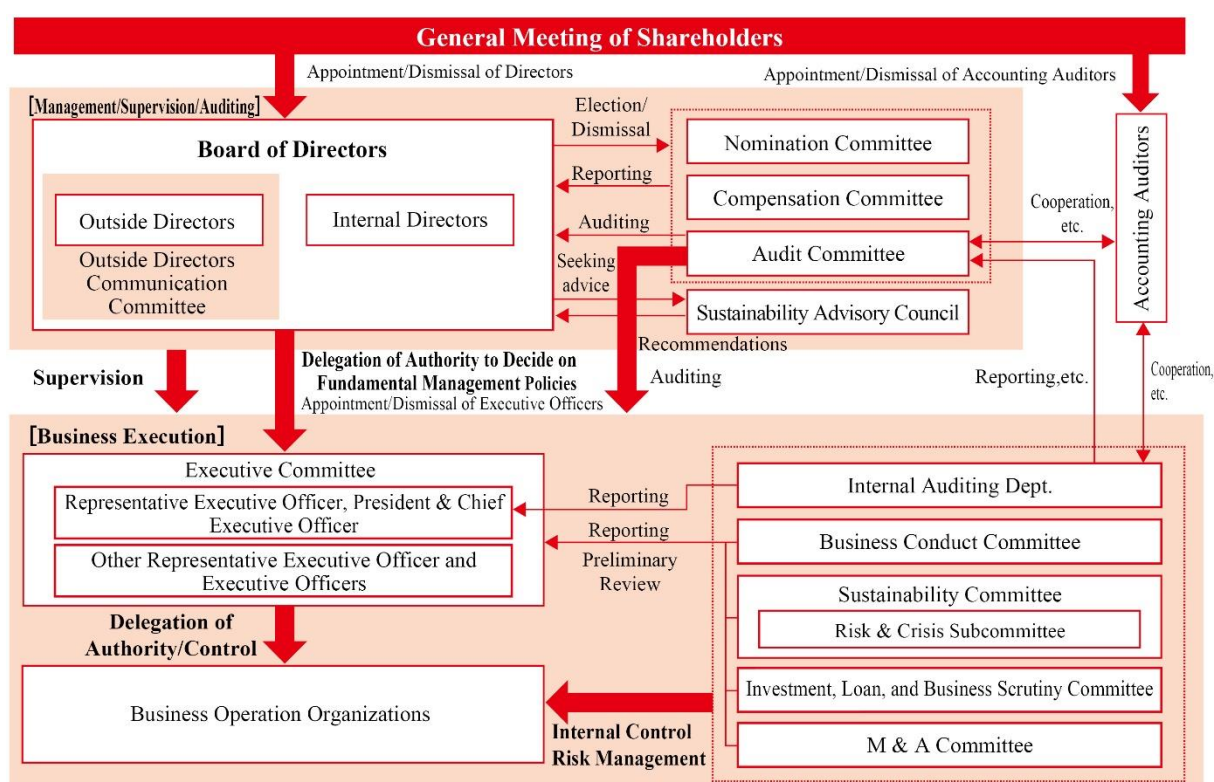 General Meeting of Shareholders
Appointment/Dismissal of Directors
Appointment/Dismissal of Accounting Auditors
[Management/Supervision/Auditing]
Board of Directors
Outside Directors
Internal Directors
Outside Directors
Communication
Committee
Election/
Dismissal
Reporting
Auditing
Seeking
advice
Nomination Committee
Compensation Committee
Audit Committee
Sustainability Advisory Council
Recommendations
Cooperation,
etc.
Accounting Auditors
Supervision
Delegation of Authority to Decide on
Fundamental Management Policies
Appointment/Dismissal of Executive Officers
Auditing
Reporting,etc.
Cooperation,
etc.
[Business Execution]
Executive Committee
Representative Executive Officer, President & Chief
Executive Officer
Other Representative Executive Officer and
Executive Officers
Reporting
Reporting
Preliminary
Review
Internal Auditing Dept.
Business Conduct Committee
Sustainability Committee
Risk & Crisis Subcommittee
Investment, Loan, and Business Scrutiny Committee
M & A Committee
Delegation of
Authority/Control
Business Operation Organizations
Internal Control
Risk Management